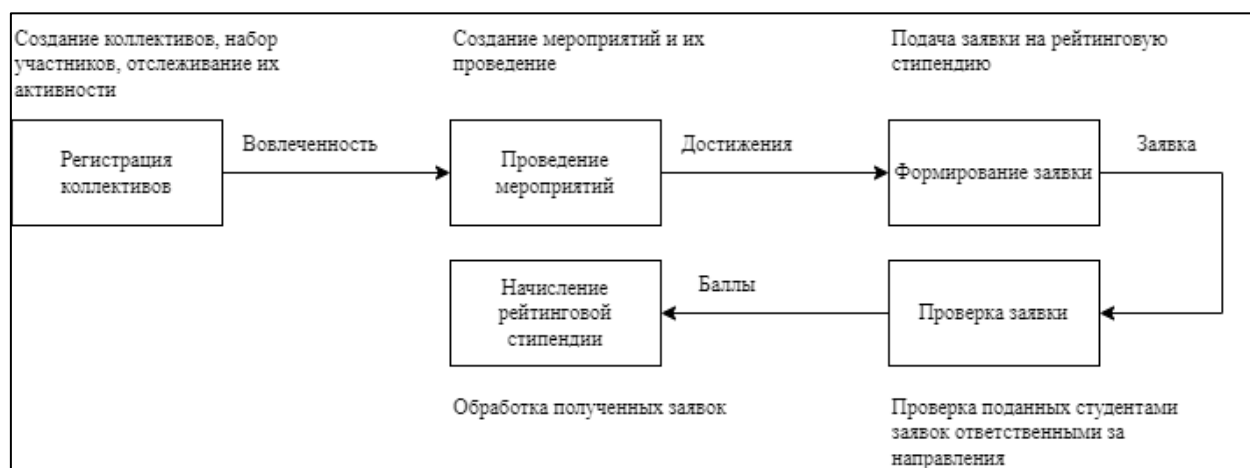 Создание коллективов, набор
участников, отслеживание их
активности
Создание мероприятий и их
проведение
Подача заявки на рейтинговую
стипендию
Регистрация
коллективов
Вовлеченность
Проведение
мероприятий
Достижения
Формирование заявки
Заявка
Начисление
рейтинговой
стипендии
Баллы
Проверка заявки
Обработка полученных заявок
Проверка поданных студентами
заявок ответственными за
направления